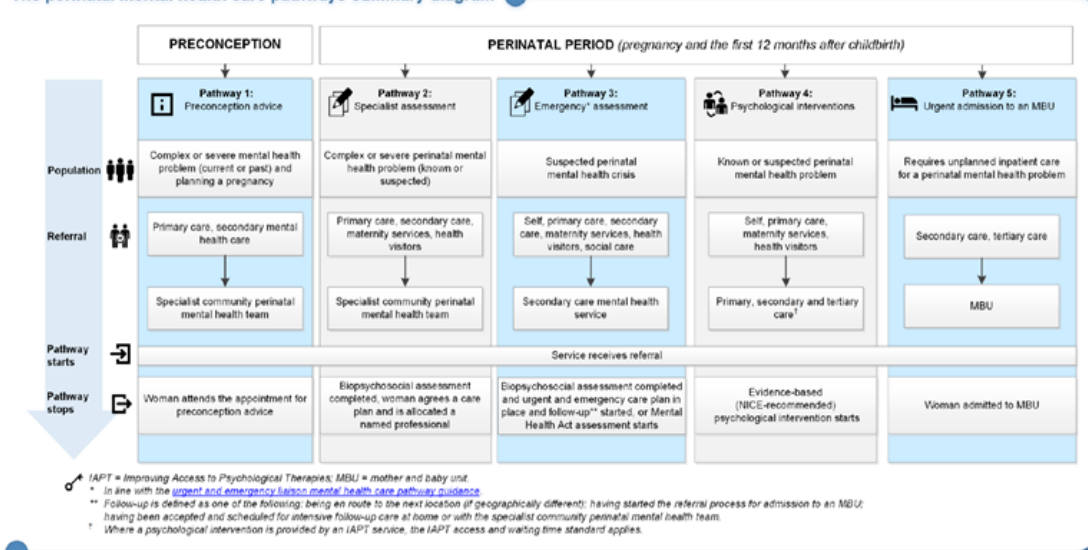 The perinatal mental health care pathways summary diagram
PRECONCEPTION
PERINATAL PERIOD (pregnancy and the first 12 months after childbirth)
Pathway 1:
Preconception advice
Pathway 2:
Specialist assessment
Pathway 3:
Emergency* assessment
Pathway 4:
Psychological interventions
Pathway 5:
Urgent admission to an MBU
Population
Complex or severe mental health
problem (current or past) and
planning a pregnancy
Complex or severe perinatal mental
health problem (known or
suspected)
Suspected perinatal
mental health crisis
Known or suspected perinatal
mental health problem
Requires unplanned inpatient care
for a perinatal mental health problem
Referral
Primary care, secondary mental
health care
Primary care, secondary care,
maternity services, health
visitors
Self, primary care, secondary
care, maternity services, health
visitors, social care
Self, primary care,
maternity services,
health visitors
Secondary care, tertiary care
Specialist community perinatal
mental health team
Specialist community perinatal
mental health team
Secondary care mental health
service
Primary, secondary and tertiary
care†
MBU
Pathway
starts
Service receives referral
Pathway
stops
Woman attends the appointment for
preconception advice
Biopsychosocial assessment
completed, woman agrees a care
plan and is allocated a
named professional
Biopsychosocial assessment completed
and urgent and emergency care plan in
place and follow-up** started, or Mental
Health Act assessment starts
Evidence-based
(NICE-recommended)
psychological intervention starts
Woman admitted to MBU
IAPT = Improving Access to Psychological Therapies; MBU = mother and baby unit.
* In line with the urgent and emergency liaison mental health care pathway guidance.
** Follow-up is defined as one of the following: being en route to the next location (if geographically different); having started the referral process for admission to an MBU;
having been accepted and scheduled for intensive follow-up care at home or with the specialist community perinatal mental health team.
† Where a psychological intervention is provided by an IAPT service, the IAPT access and waiting time standard applies.